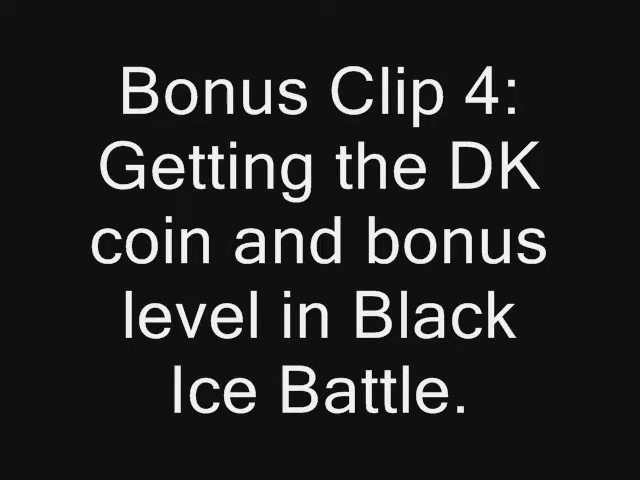 Bonus Clip 4:
Getting the DK
coin and bonus
level in Black
Ice Battle.